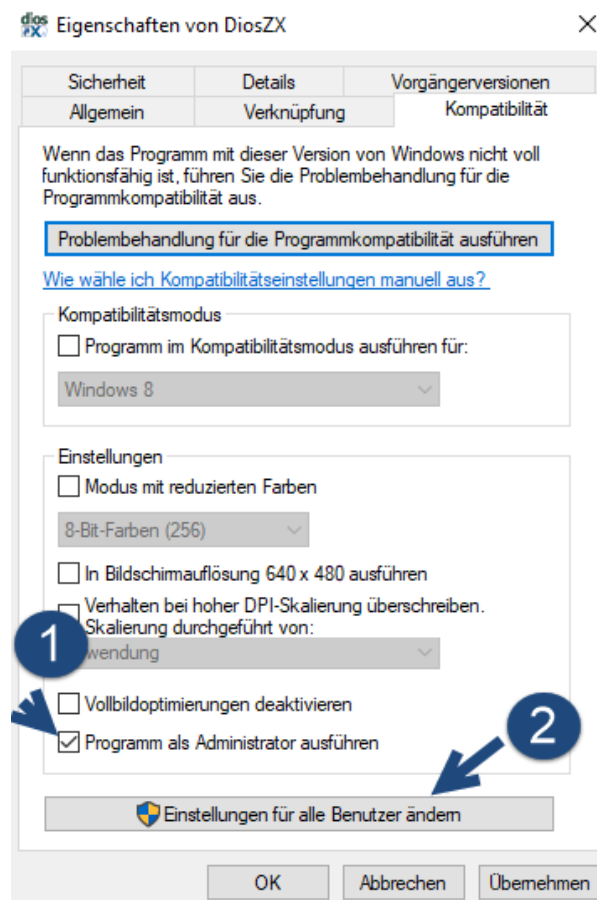 dios
ZX
Eigenschaften von DiosZX
Sicherheit Details Vorgängerversionen
Allgemein Verknüpfung Kompatibilität
Wenn das Programm mit dieser Version von Windows nicht voll
funktionsfähig ist, führen Sie die Problembehandlung für die
Programmkompatibilität aus.
Problembehandlung für die Programmkompatibilität ausführen
Wie wähle ich Kompatibilitätseinstellungen manuell aus?
Kompatibilitätsmodus
Programm im Kompatibilitätsmodus ausführen für:
Windows 8
Einstellungen
Modus mit reduzierten Farben
8-Bit-Farben (256)
In Bildschirmauflösung 640 x 480 ausführen
Verhalten bei hoher DPI-Skalierung überschreiben.
Skalierung durchgeführt von:
1
wendung
Vollbildoptimierungen deaktivieren
2
Programm als Administrator ausführen
Einstellungen für alle Benutzer ändern
OK Abbrechen Übernehmen